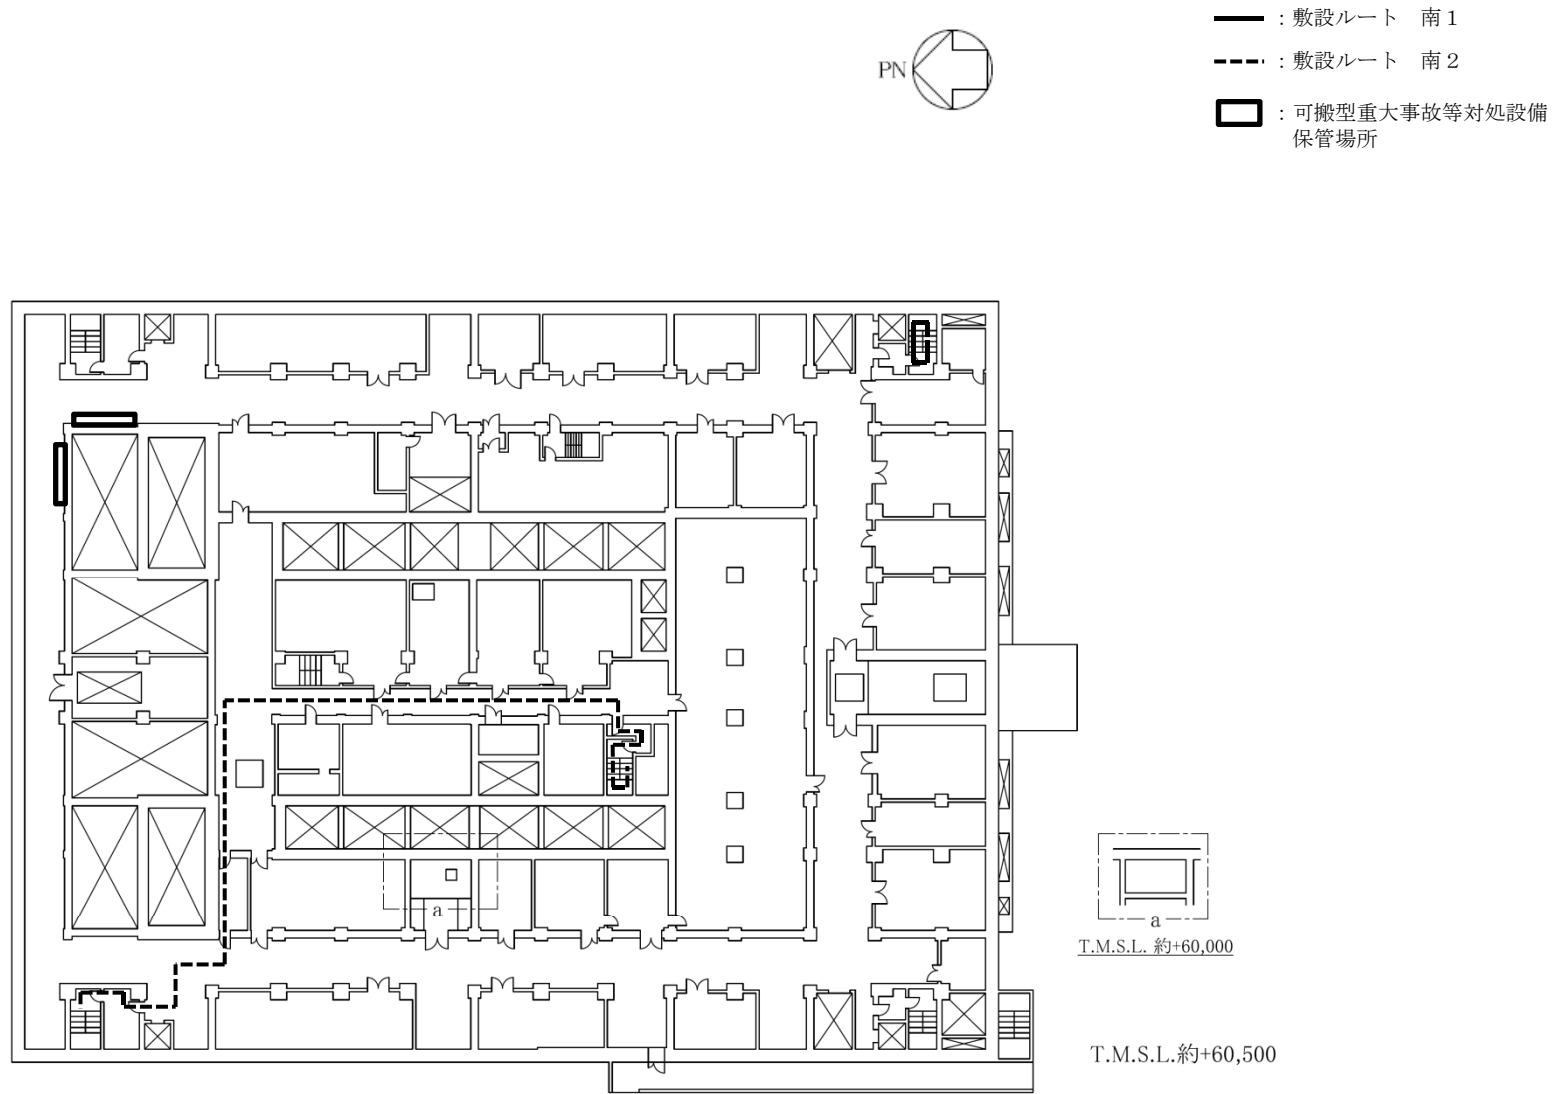 ：敷設ルート　南１
：敷設ルート　南２
：可搬型重大事故等対処設備
保管場所
PN
a
a
T.M.S.L. 約+60,000
T.M.S.L.約+60,500